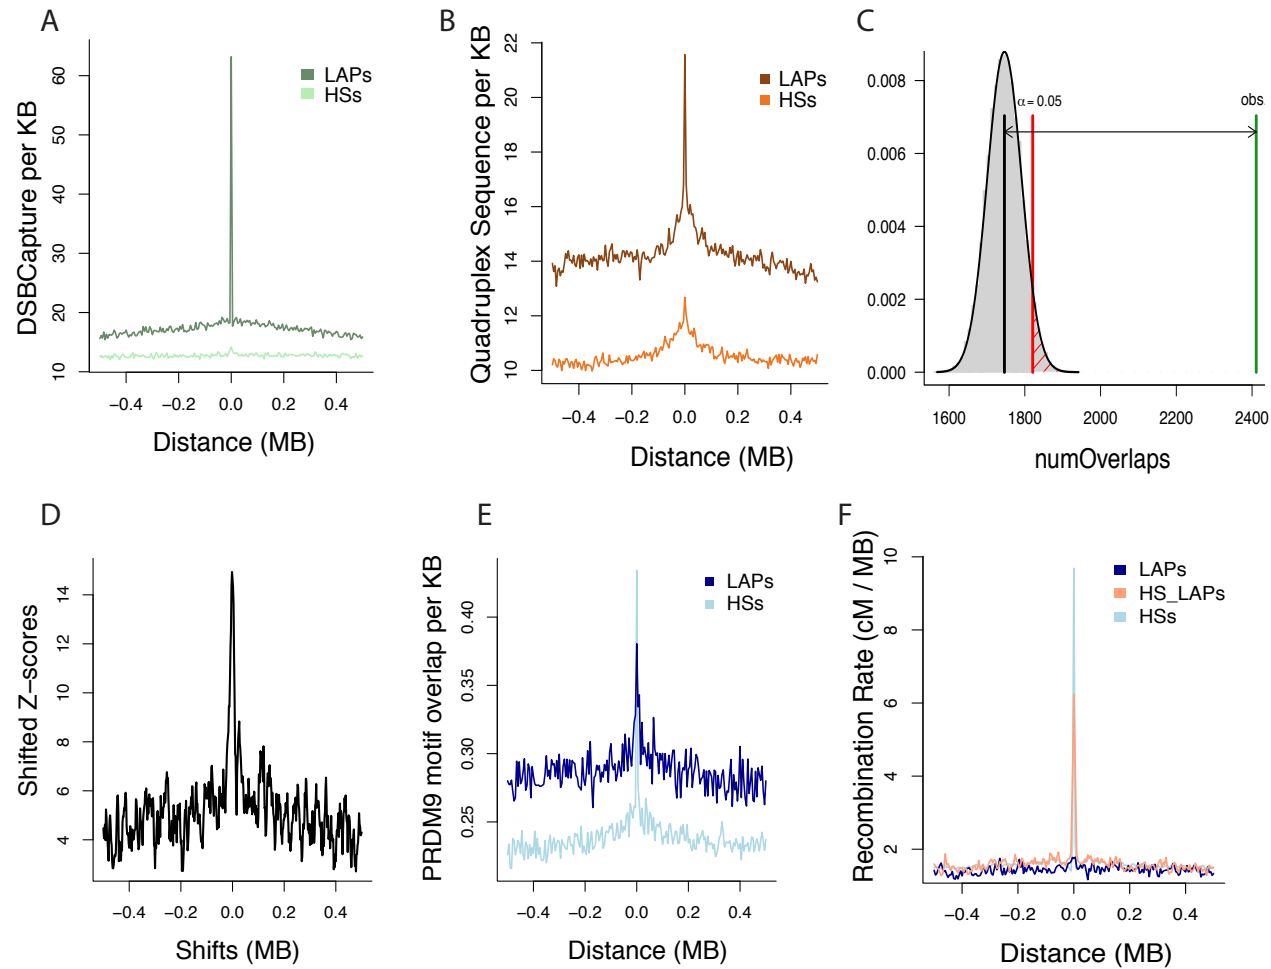 A
DSBCapture per KB
60
50
40
30
20
10
LAPs
HSs
−0.4
−0.2
0.0
0.2
0.4
Distance (MB)
B
Quadruplex Sequence per KB
22
20
18
16
14
12
10
LAPs
HSs
−0.4
−0.2
0.0
0.2
0.4
Distance (MB)
C
0.008
0.006
0.004
0.002
0.000
α = 0.05
obs
1600
1800
2000
2200
2400
numOverlaps
D
Shifted Z−scores
14
12
10
8
6
4
−0.4
−0.2
0.0
0.2
0.4
Shifts (MB)
E
PRDM9 motif overlap per KB
0.40
0.35
0.30
0.25
LAPs
HSs
−0.4
−0.2
0.0
0.2
0.4
Distance (MB)
F
Recombination Rate (cM / MB)
10
8
6
4
2
LAPs
HS_LAPs
HSs
−0.4
−0.2
0.0
0.2
0.4
Distance (MB)